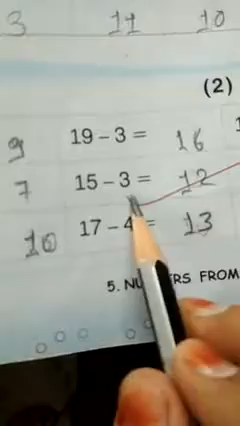 3 11 10
(2)
9 19 – 3 = 16
7 15 – 3 = 12
10 17 – 4 = 13
5. NU RS FROM